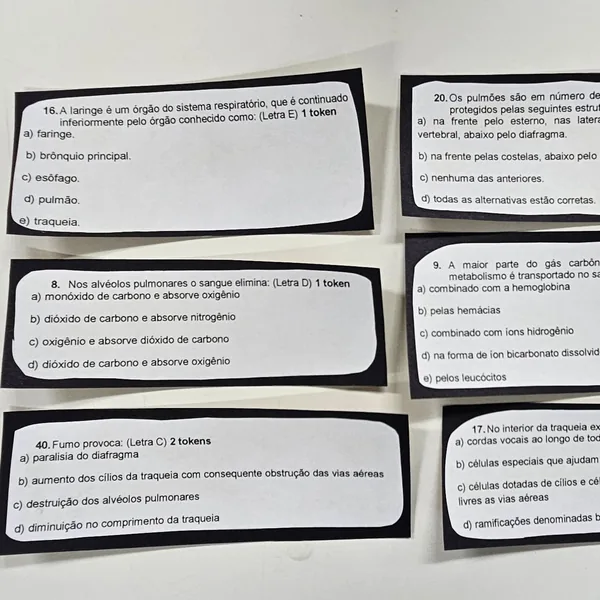 16. A laringe é um órgão do sistema respiratório, que é continuado
inferiormente pelo órgão conhecido como: (Letra E) 1 token
a) faringe.
b) brônquio principal.
c) esôfago.
d) pulmão.
e) traqueia.
8. Nos alvéolos pulmonares o sangue elimina: (Letra D) 1 token
a) monóxido de carbono e absorve oxigênio
b) dióxido de carbono e absorve nitrogênio
c) oxigênio e absorve dióxido de carbono
d) dióxido de carbono e absorve oxigênio
40. Fumo provoca: (Letra C) 2 tokens
a) paralisia do diafragma
b) aumento dos cílios da traqueia com consequente obstrução das vias aéreas
c) destruição dos alvéolos pulmonares
d) diminuição no comprimento da traqueia
20. Os pulmões são em número de
protegidos pelas seguintes
a) na frente pelo esterno, nas
vertebral, abaixo pelo diafragma.
b) na frente pelas costelas, abaixo pelo
c) nenhuma das anteriores.
d) todas as alternativas estão corretas.
9. A maior parte do gás
metabolismo é transportado no
a) combinado com a hemoglobina
b) pelas hemácias
c) combinado com íons hidrogênio
d) na forma de íon bicarbonato
e) pelos leucócitos
17. No interior da traqueia
a) cordas vocais ao longo de
b) células especiais que ajudam
c) células dotadas de cílios e
livres as vias aéreas
d) ramificações denominadas